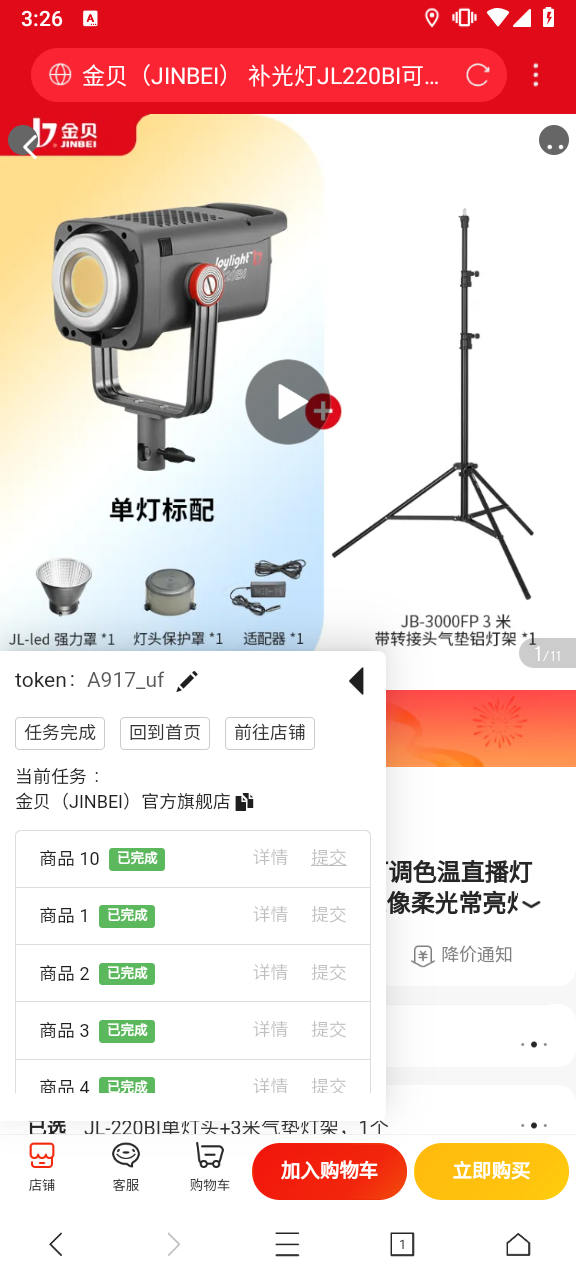 3:26
A
金贝（JINBEI） 补光灯JL220BI可...
金贝
JINBEI
Joylight
单灯标配
JL-led 强力罩 *1
灯头保护罩 *1
适配器 *1
JB-3000FP 3 米
带转接头气垫铝灯架 *1
1/11
token： A917_uf
任务完成
回到首页
前往店铺
当前任务 ：
金贝（JINBEI）官方旗舰店
商品 10 已完成 详情 提交
商品 1 已完成 详情 提交
商品 2 已完成 详情 提交
商品 3 已完成 详情 提交
商品 4 已完成 详情 提交
调色温直播灯
像柔光常亮灯
降价通知
已选 JL-220BI单灯头+3米气垫灯架，1个
店铺
客服
购物车
加入购物车
立即购买
1